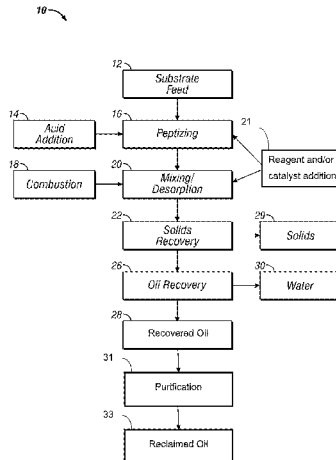 10
12
Substrate
Feed
14
Acid
Addition
16
Peptizing
21
Reagent and/or
catalyst addition
18
Combustion
20
Mixing/
Desorption
22
Solids
Recovery
29
Solids
26
Oil Recovery
30
Water
28
Recovered Oil
31
Purification
33
Reclaimed Oil